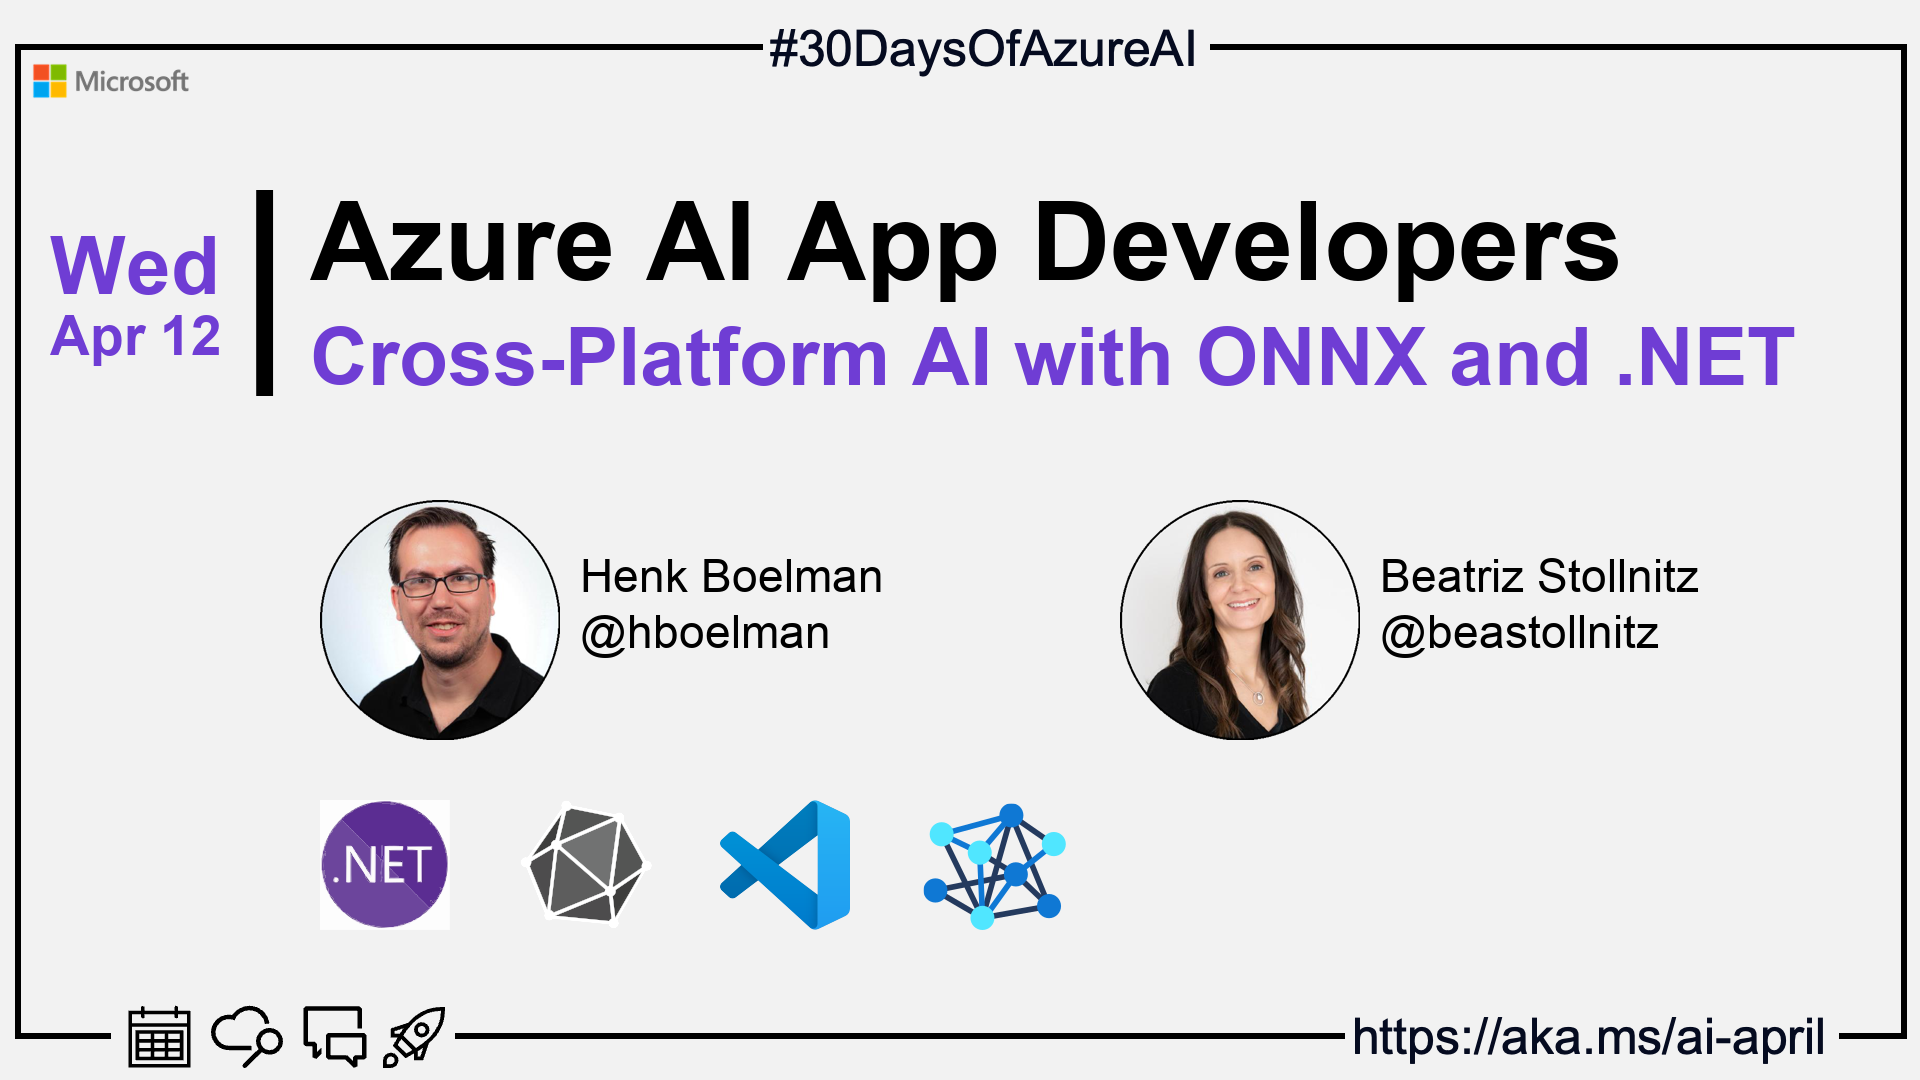 #30DaysOfAzureAI
Microsoft
Wed
Apr 12
Azure AI App Developers
Cross-Platform AI with ONNX and .NET
Henk Boelman
@hboelman
Beatriz Stollnitz
@beastollnitz
.NET
https://aka.ms/ai-april